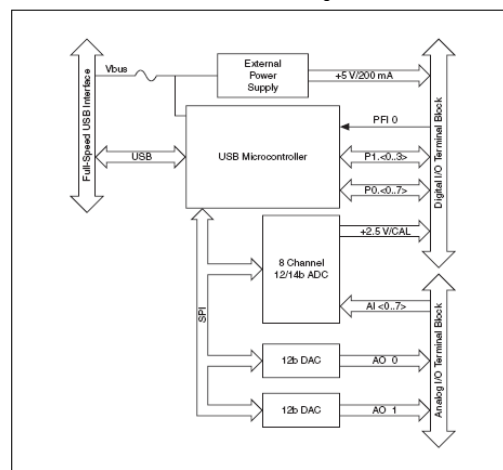 Full-Speed USB Interface
Vbus
External
Power
Supply
+5 V/200 mA
Digital I/O Terminal Block
PFI 0
USB Microcontroller
USB
P1.<0..3>
P0.<0..7>
+2.5 V/CAL
8 Channel
12/14b ADC
AI <0..7>
SPI
Analog I/O Terminal Block
12b DAC
AO 0
12b DAC
AO 1